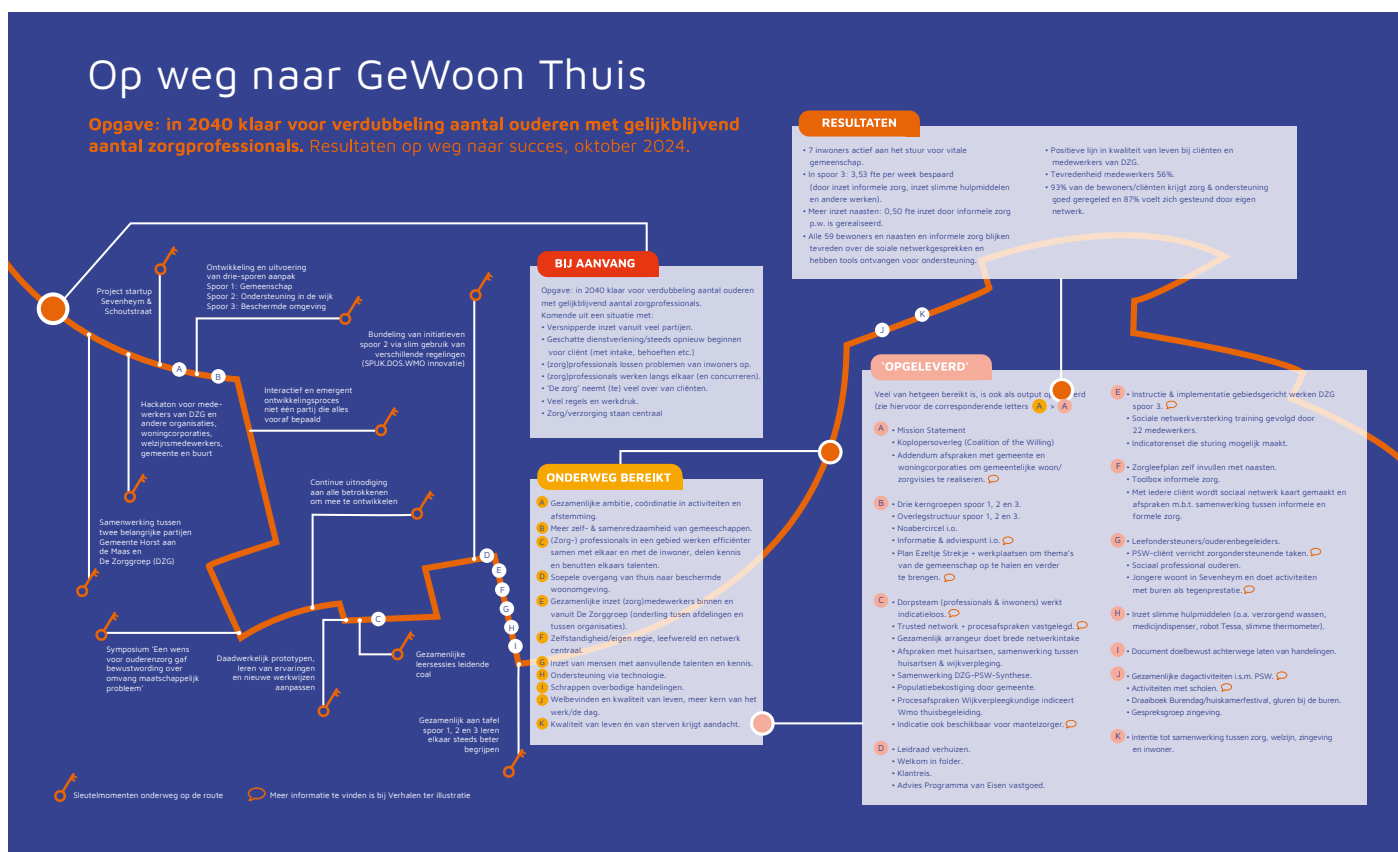 Op weg naar GeWoon Thuis
Opgave: in 2040 klaar voor verdubbeling aantal ouderen met gelijkblijvend
aantal zorgprofessionals. Resultaten op weg naar succes, oktober 2024.
RESULTATEN
• 7 inwoners actief aan het stuur voor vitale
gemeenschap.
• In spoor 3: 3,53 fte per week bespaard
(door inzet informele zorg, inzet slimme hulpmiddelen
en andere werken).
• Meer inzet naasten: 0,50 fte inzet door informele zorg
p.w. is gerealiseerd.
• Alle 59 bewoners en naasten en informele zorg blijken
tevreden over de soiale netwerkgesprekken en
hebben tools ontvangen voor ondersteuning.
• Positieve lijn in kwaliteit van leven bij cliënten en
medewerkers van DZG.
• Tevredenheid medewerkers 56%.
• 93% van de bewoners/cliënten krijgt zorg & ondersteuning
goed geregeled en 87% voelt zich gesteund door eigen
netwerk.
Project startup
Sevenheym &
Schoutstraat
Ontwikkeling en uitvoering
van drie-sporen aanpak
Spoor 1: Gemeenschap
Spoor 2: Ondersteuning in de wijk
Spoor 3: Beschermde omgeving
Bundeling van initiatieven
spoor 2 via slim gebruik van
verschillende regelingen
(SPIJK.DOS.WMO innovatie)
A
B
Hackaton voor mede-
werkers van DZG en
andere organisaties,
woningcorporaties,
welzijnsmedewerkers,
gemeente en buurt
Interactief en emergent
ontwikkelingsproces
niet één partij die alles
vooraf bepaald
Continue uitnodiging
aan alle betrokkenen
om mee te ontwikkelen
Samenwerking tussen
twee belangrijke partijen
Gemeente Horst aan
de Maas en
De Zorggroep (DZG)
Symposium 'Een wens
voor ouderenzorg gaf
bewustwording over
omvang maatschappelijk
probleem'
Daadwerkelijk prototypen,
leren van ervaringen
en nieuwe werkwijzen
aanpassen
C
Gezamenlijke
leersessies leidende
coal
Gezamenlijk aan tafel
spoor 1, 2 en 3 leren
elkaar steeds beter
begrijpen
D
E
F
G
H
I
J
K
Sleutelmomenten onderweg op de route
Meer informatie te vinden is bij Verhalen ter illustratie
BIJ AANVANG
Opgave: in 2040 klaar voor verdubbeling aantal ouderen
met gelijkblijvend aantal zorgprofessionals.
Komende uit een situatie met:
• Versnipperde inzet vanuit veel partijen.
• Geschatte dienstverlening/steeds opnieuw beginnen
voor cliënt (met intake, behoeften etc.)
• (zorg)professionals lossen problemen van inwoners op.
• (zorg)professionals werken langs elkaar (en concurreren).
• 'De zorg' neemt (te) veel over van cliënten.
• Veel regels en werkdruk.
• Zorg/verzorging staan centraal
ONDERWEG BEREIKT
A Gezamenlijke ambitie, coördinatie in activiteiten en
afstemming.
B Meer zelf- & samenredzaamheid van gemeeschappen.
C (Zorg-) professionals in een gebied werken efficiënter
samen met elkaar en met de inwoner, delen kennis
en benutten elkaars talenten.
D Soepele overgang van thuis naar beschermde
woonomgeving.
E Gezamenlijke inzet (zorg)medewerkers binnen en
vanuit De Zorggroep (onderling tusen afdelingen en
tussen organisaties).
F Zelfstandigheid/eigen regie, leefwereld en netwerk
centraal.
G Inzet van mensen met aanvullende talenten en kennis.
H Ondersteuning via technologie.
I Schrappen overbodige handelingen.
J Welbevinden en kwaliteit van leven, meer kern van het
werk/de dag.
K Kwaliteit van leven én van sterven krijgt aandacht.
'OPGELEVERD'
Veel van hetgeen bereikt is, is ook als output
(zie hiervoor de corresponderende letters A > A
A • Mission Statement
• Koplopersoverleg (Coalition of the Willing)
• Addendum afspraken met gemeente en
woningcorporaties om gemeentelijke woon/
zorgvisies te realiseren.
B • Drie kerngroepen spoor 1, 2 en 3.
• Overlegstructuur spoor 1, 2 en 3.
• Noabercircel i.o.
• Informatie & adviespunt i.o.
• Plan Ezeltje Strekje + werkplaatsen om thema's
van de gemeenschap op te halen en verder
te brengen.
C • Dorpsteam (professionals & inwoners) werkt
indicatieloos.
• Trusted network + procesafspraken vastgelegd.
• Gezamenlijk arrangeur doet brede netwerkintake
• Afspraken met huisartsen, samenwerking tussen
huisartsen & wijkverpleging.
• Samenwerking DZG-PSW-Synthese.
• Populatiebekostiging door gemeente.
• Procesafspraken Wijkverpleegkundige indiceert
Wmo thuisbegeleiding.
• Indicatie ook beschikbaar voor mantelzorger.
D • Leidraad verhuizen.
• Welkom in folder.
• Klantreis.
• Advies Programma van Eisen vastgoed.
E • Instructie & implementatie gebiedsgericht werken DZG
spoor 3.
• Sociale netwerkversterking training gevolgd door
22 medewerkers.
• Indicatorenset die sturing mogelijk maakt.
F • Zorgleefplan zelf invullen met naasten.
• Toolbox informele zorg.
• Met iedere cliënt wordt sociaal netwerk kaart gemaakt en
afspraken m.b.t. samenwerking tussen informele en
formele zorg.
G • Leefondersteuners/ouderenbegeleiders.
• PSW-cliënt verricht zorgondersteunende taken.
• Sociaal professional ouderen.
• Jongere woont in Sevenheym en doet activiteiten
met buren als tegenprestatie.
H • Inzet slimme hulpmiddelen (o.a. verzorgend wassen,
medicijndispenser, robot Tessa, slimme thermometer).
I • Document doelbewust achterwege laten van handelingen.
J • Gezamenlijke dagactiviteiten i.s.m. PSW.
• Activiteiten met scholen.
• Draaiboek Burendag/huiskamerfestival, gluren bij de buren.
• Gespreksgroep zingeving.
K • Intentie tot samenwerking tussen zorg, welzijn, zingeving
en inwoner.